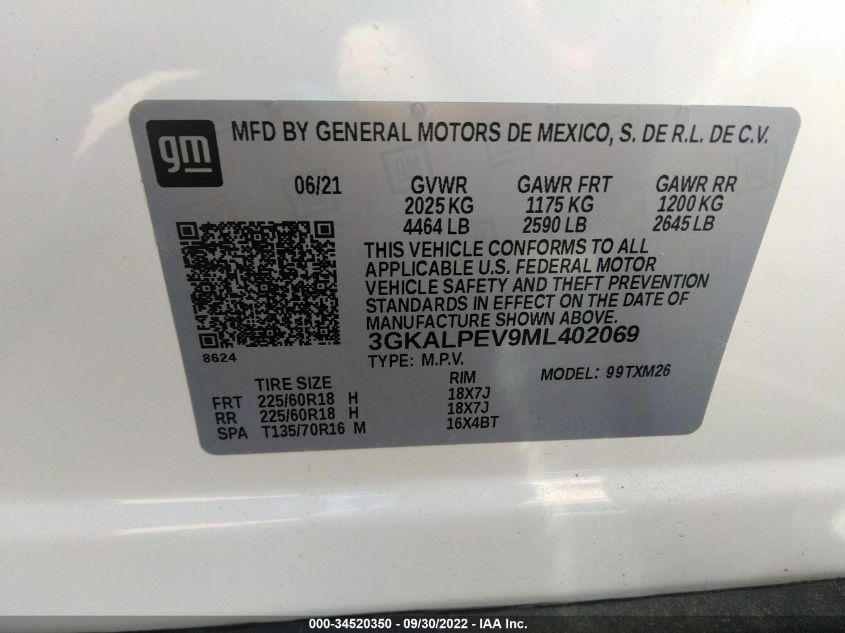 gm MFD BY GENERAL MOTORS DE MEXICO, S. DE R.L. DE C.V.
06/21 GVWR GAWR FRT GAWR RR
2025 KG 1175 KG 1200 KG
4464 LB 2590 LB 2645 LB
THIS VEHICLE CONFORMS TO ALL
APPLICABLE U.S. FEDERAL MOTOR
VEHICLE SAFETY AND THEFT PREVENTION
STANDARDS IN EFFECT ON THE DATE OF
MANUFACTURE SHOWN ABOVE.
3GKALPEV9ML402069
8624
TYPE: M.P.V. MODEL: 99TXM26
TIRE SIZE RIM
FRT 225/60R18 H 18X7J
RR 225/60R18 H 18X7J
SPA T135/70R16 M 16X4BT
000-34520350 - 09/30/2022 - IAA Inc.